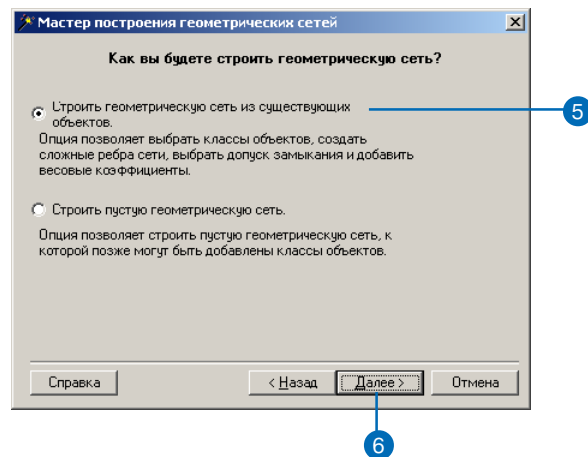 Мастер построения геометрических сетей
Как вы будете строить геометрическую сеть?
Строить геометрическую сеть из существующих
объектов.
5
Опция позволяет выбрать классы объектов, создать
сложные ребра сети, выбрать допуск замыкания и добавить
весовые коэффициенты.
Строить пустую геометрическую сеть.
Опция позволяет строить пустую геометрическую сеть, к
которой позже могут быть добавлены классы объектов.
Справка < Назад Далее > Отмена
6